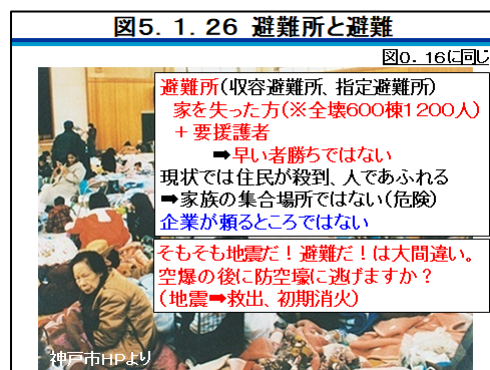 図5.1.26 避難所と避難
図0.16に同じ
避難所(収容避難所、指定避難所)
家を失った方(※全壊600棟1200人)
+要援護者
➡早い者勝ちではない
現状では住民が殺到、人であふれる
➡家族の集合場所ではない(危険)
企業が頼るところではない
そもそも地震だ!避難だ!は大間違い。
空爆の後に防空壕に逃げますか?
(地震➡救出、初期消火)
神戸市HPより